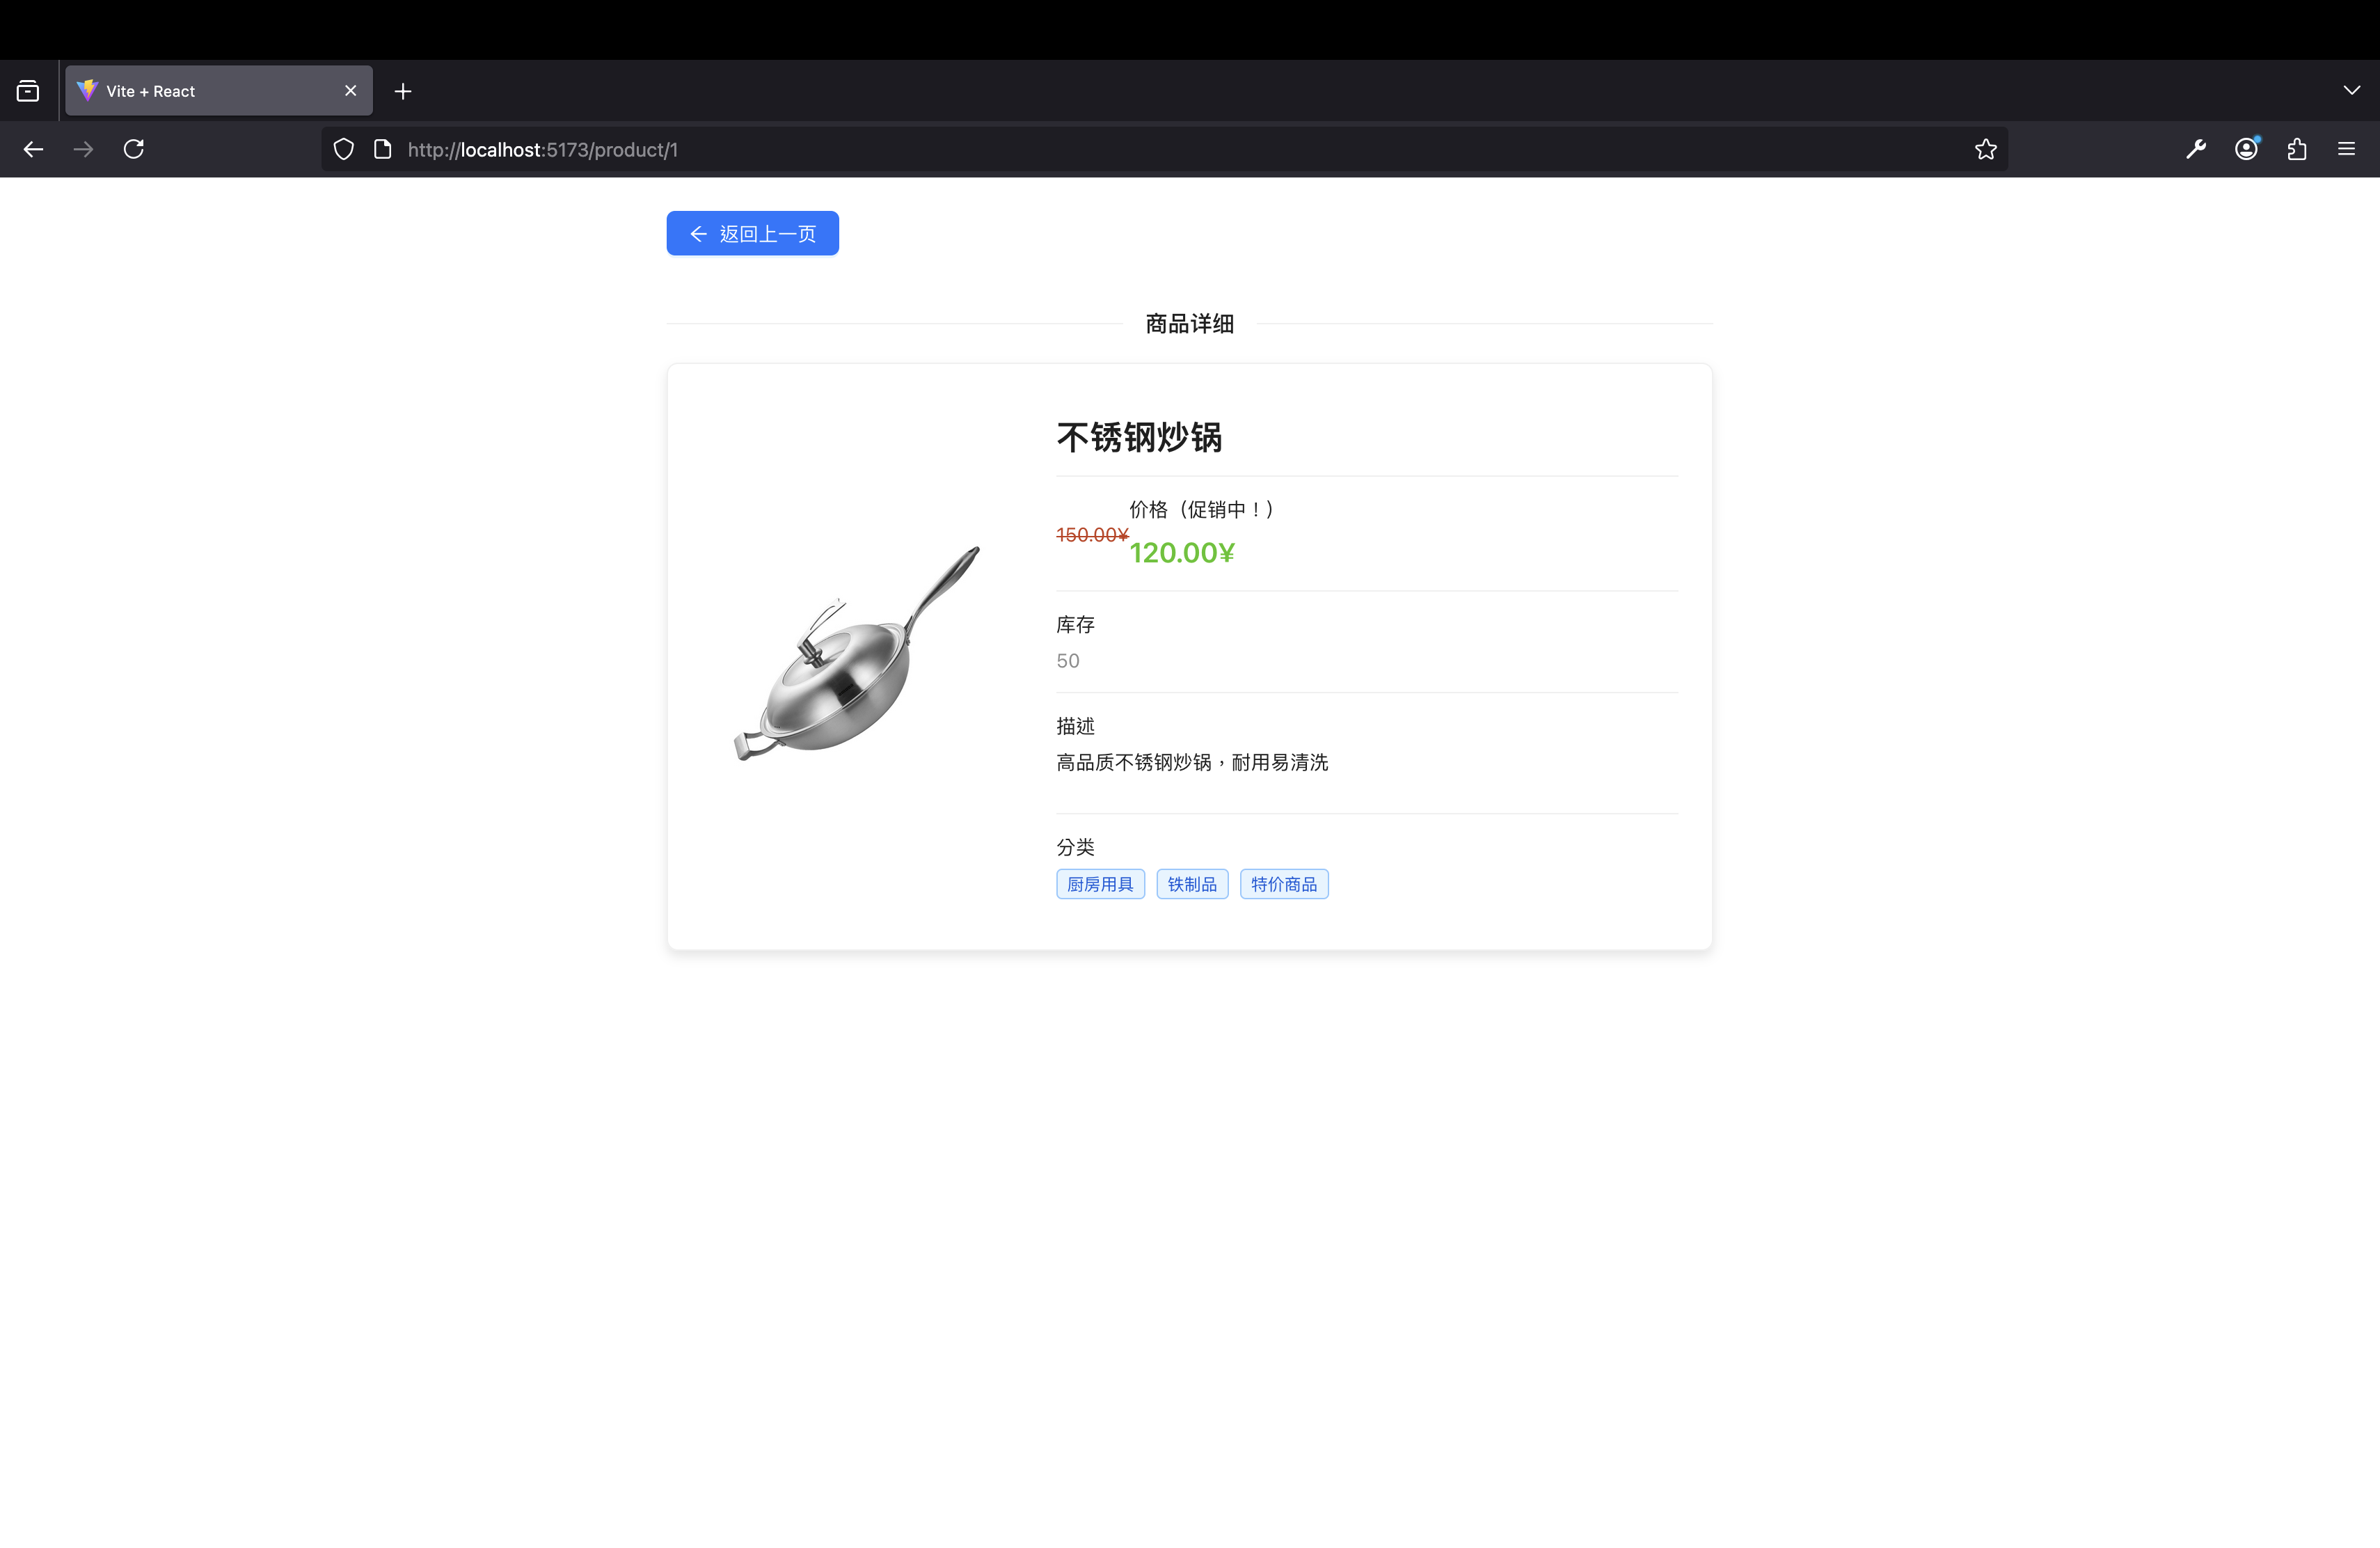 Vite + React
http://localhost:5173/product/1
返回上一页
商品详细
不锈钢炒锅
价格（促销中！）
150.00¥
120.00¥
库存
50
描述
高品质不锈钢炒锅，耐用易清洗
分类
厨房用具 铁制品 特价商品